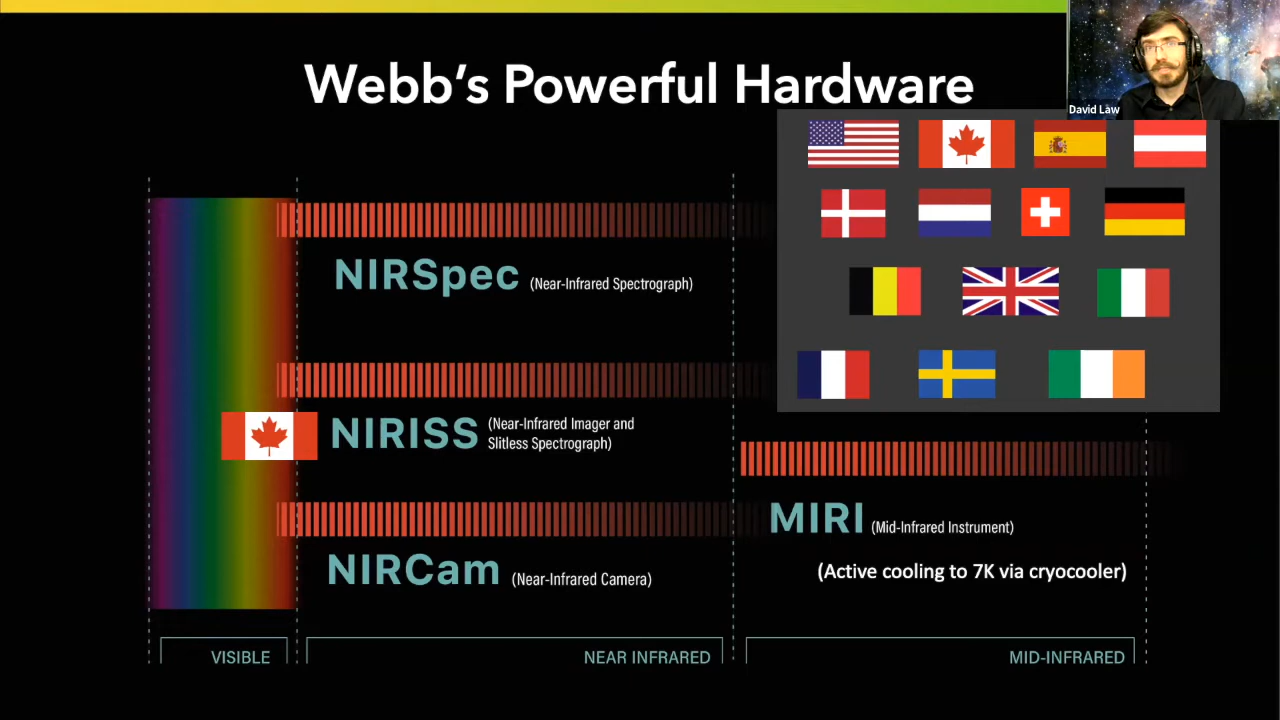 Webb's Powerful Hardware
David Law
NIRSpec (Near-Infrared Spectrograph)
NIRISS (Near-Infrared Imager and
Slitless Spectrograph)
MIRI (Mid-Infrared Instrument)
(Active cooling to 7K via cryocooler)
NIRCam (Near-Infrared Camera)
VISIBLE
NEAR INFRARED
MID-INFRARED